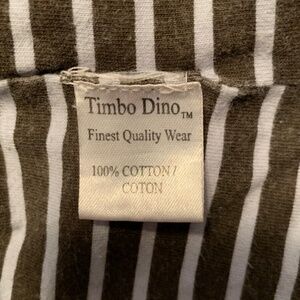 Timbo Dino™
Finest Quality Wear
100% COTTON/
COTON